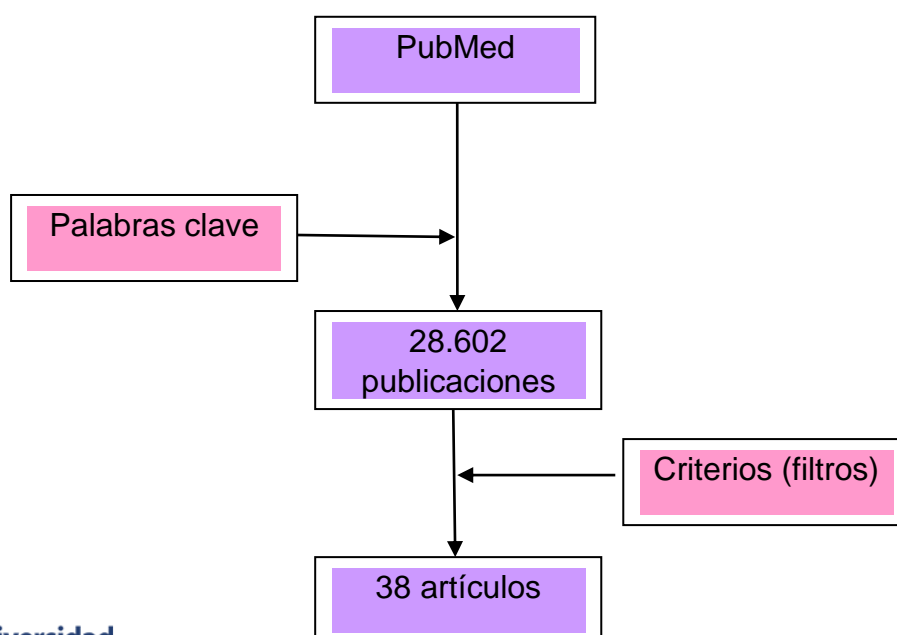 PubMed
Palabras clave
28.602
publicaciones
Criterios (filtros)
38 artículos